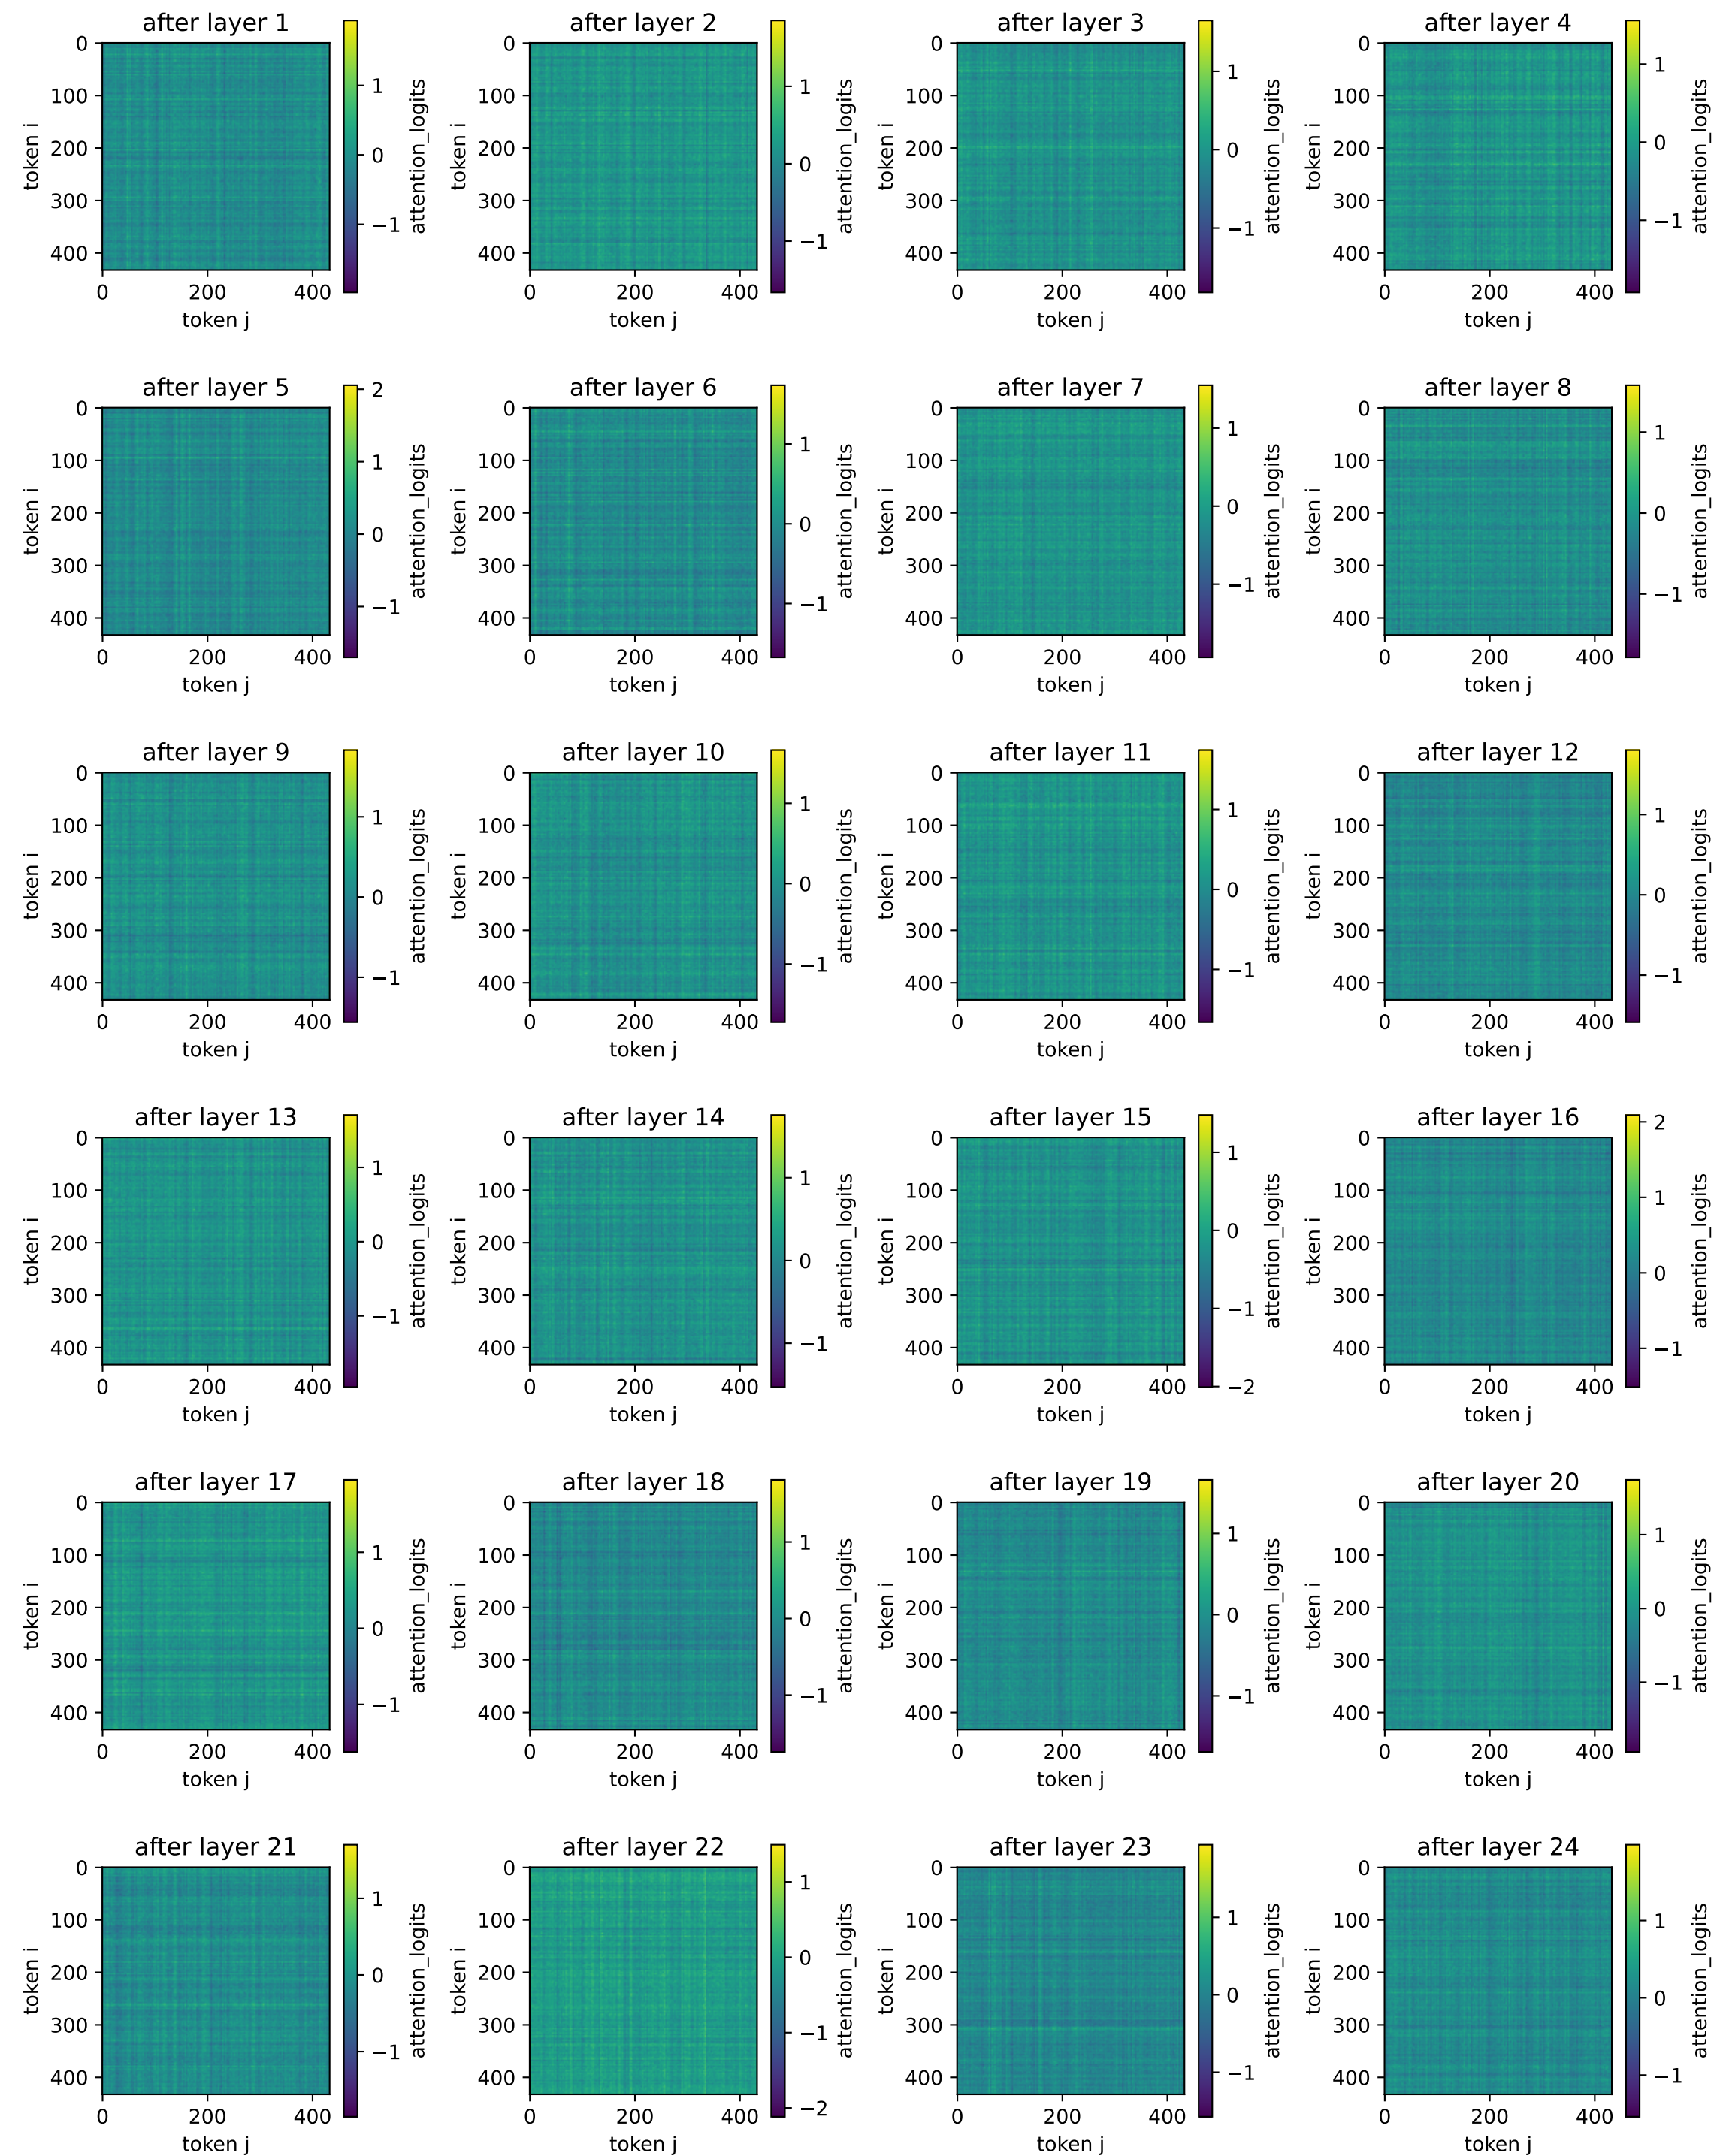 after layer 1
0
100
200
300
400
token i
0 200 400
token j
1
0
−1
attention_logits
after layer 2
0
100
200
300
400
token i
0 200 400
token j
1
0
−1
attention_logits
after layer 3
0
100
200
300
400
token i
0 200 400
token j
1
0
−1
attention_logits
after layer 4
0
100
200
300
400
token i
0 200 400
token j
1
0
−1
attention_logits
after layer 5
0
100
200
300
400
token i
0 200 400
token j
2
1
0
−1
attention_logits
after layer 6
0
100
200
300
400
token i
0 200 400
token j
1
0
−1
attention_logits
after layer 7
0
100
200
300
400
token i
0 200 400
token j
1
0
−1
attention_logits
after layer 8
0
100
200
300
400
token i
0 200 400
token j
1
0
−1
attention_logits
after layer 9
0
100
200
300
400
token i
0 200 400
token j
1
0
−1
attention_logits
after layer 10
0
100
200
300
400
token i
0 200 400
token j
1
0
−1
attention_logits
after layer 11
0
100
200
300
400
token i
0 200 400
token j
1
0
−1
attention_logits
after layer 12
0
100
200
300
400
token i
0 200 400
token j
1
0
−1
attention_logits
after layer 13
0
100
200
300
400
token i
0 200 400
token j
1
0
−1
attention_logits
after layer 14
0
100
200
300
400
token i
0 200 400
token j
1
0
−1
attention_logits
after layer 15
0
100
200
300
400
token i
0 200 400
token j
1
0
−1
−2
attention_logits
after layer 16
0
100
200
300
400
token i
0 200 400
token j
2
1
0
−1
attention_logits
after layer 17
0
100
200
300
400
token i
0 200 400
token j
1
0
−1
attention_logits
after layer 18
0
100
200
300
400
token i
0 200 400
token j
1
0
−1
attention_logits
after layer 19
0
100
200
300
400
token i
0 200 400
token j
1
0
−1
attention_logits
after layer 20
0
100
200
300
400
token i
0 200 400
token j
1
0
−1
attention_logits
after layer 21
0
100
200
300
400
token i
0 200 400
token j
1
0
−1
attention_logits
after layer 22
0
100
200
300
400
token i
0 200 400
token j
1
0
−1
−2
attention_logits
after layer 23
0
100
200
300
400
token i
0 200 400
token j
1
0
−1
attention_logits
after layer 24
0
100
200
300
400
token i
0 200 400
token j
1
0
−1
attention_logits